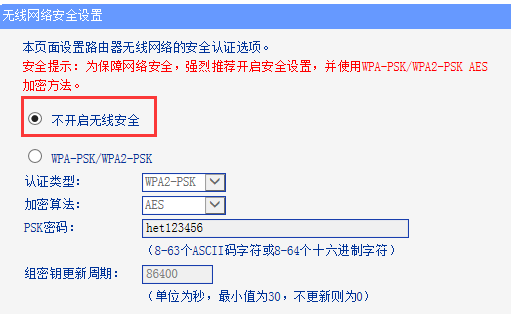 无线网络安全设置
本页面设置路由器无线网络的安全认证选项。
安全提示：为保障网络安全，强烈推荐开启安全设置，并使用WPA-PSK/WPA2-PSK AES
加密方法。
不开启无线安全
WPA-PSK/WPA2-PSK
认证类型： WPA2-PSK
加密算法： AES
PSK密码： het123456
（8-63个ASCII码字符或8-64个十六进制字符）
组密钥更新周期： 86400
（单位为秒，最小值为30，不更新则为0）